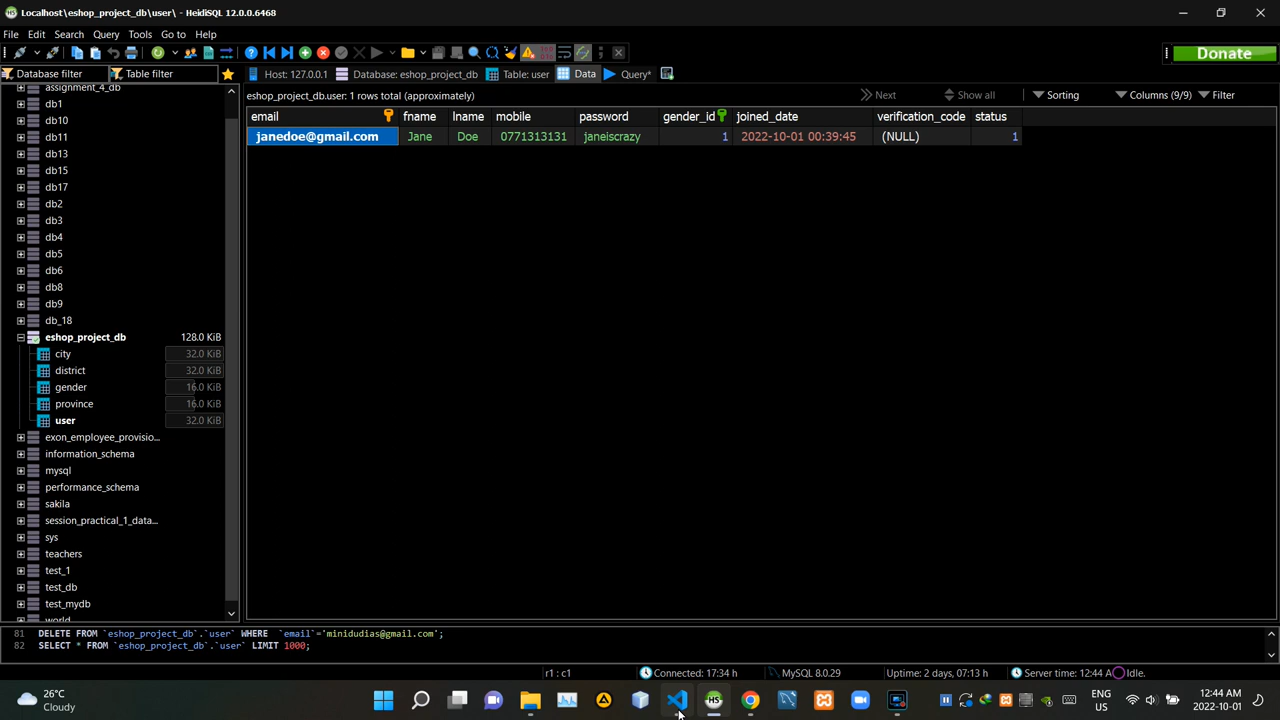 Localhost\eshop_project_db\user\ - HeidiSQL 12.0.0.6468
File Edit Search Query Tools Go to Help
Donate
Database filter Table filter Host: 127.0.0.1 Database: eshop_project_db Table: user Data Query*
eshop_project_db.user: 1 rows total (approximately) Next Show all Sorting Columns (9/9) Filter
email fname lname mobile password gender_id joined_date verification_code status
janedoe@gmail.com Jane Doe 0771313131 janeiscrazy 1 2022-10-01 00:39:45 (NULL) 1
assignment_4_db
db1
db10
db11
db13
db15
db17
db2
db3
db4
db5
db6
db8
db9
db_18
eshop_project_db 128.0 KiB
city 32.0 KiB
district 32.0 KiB
gender 16.0 KiB
province 16.0 KiB
user 32.0 KiB
exon_employee_provisio...
information_schema
mysql
performance_schema
sakila
session_practical_1_data...
sys
teachers
test_1
test_db
test_mydb
world
81 DELETE FROM `eshop_project_db`.`user` WHERE `email`='minidudias@gmail.com';
82 SELECT * FROM `eshop_project_db`.`user` LIMIT 1000;
r1 : c1 Connected: 17:34 h MySQL 8.0.29 Uptime: 2 days, 07:13 h Server time: 12:44 A Idle.
26°C
Cloudy
HS
ENG
US
12:44 AM
2022-10-01